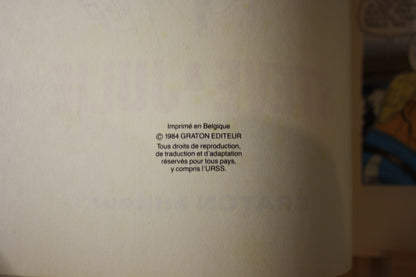 Imprimé en Belgique
© 1984 GRATON EDITEUR
Tous droits de reproduction,
de traduction et d'adaptation
réservés pour tous pays,
y compris l'URSS.